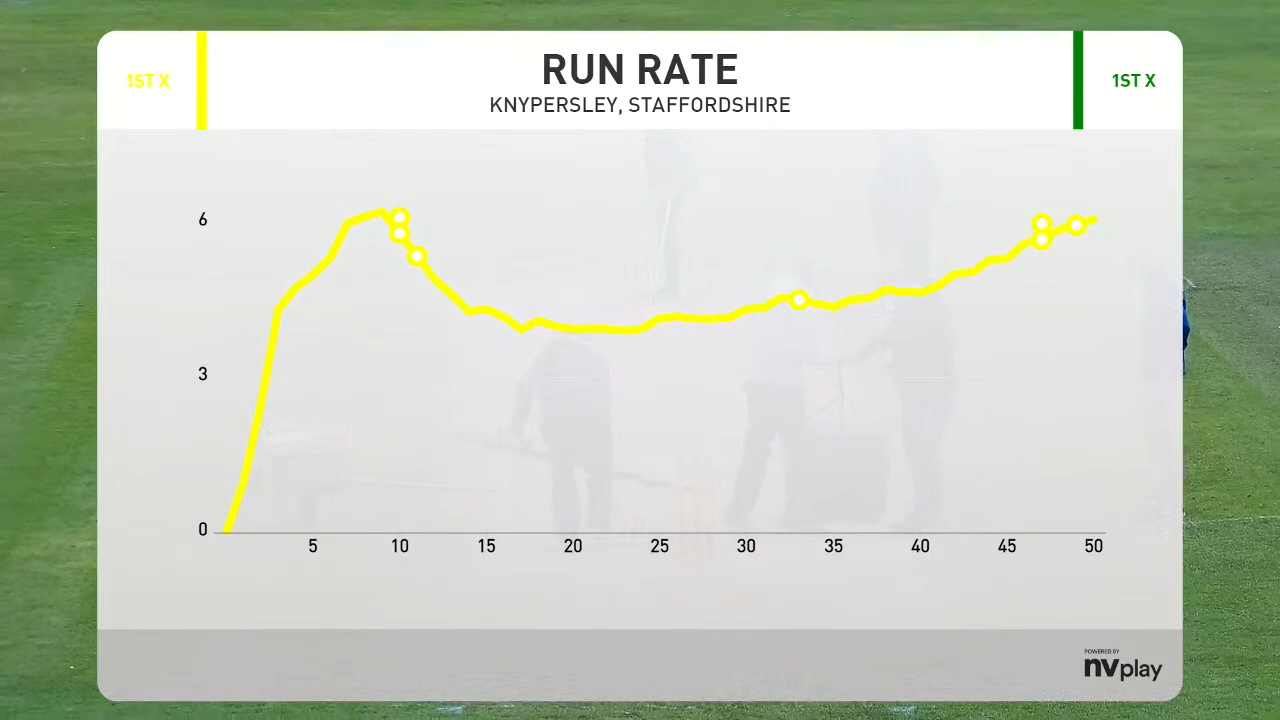 1ST X
RUN RATE
KNYPERSLEY, STAFFORDSHIRE
1ST X
6
3
0
5 10 15 20 25 30 35 40 45 50
POWERED BY
nvplay